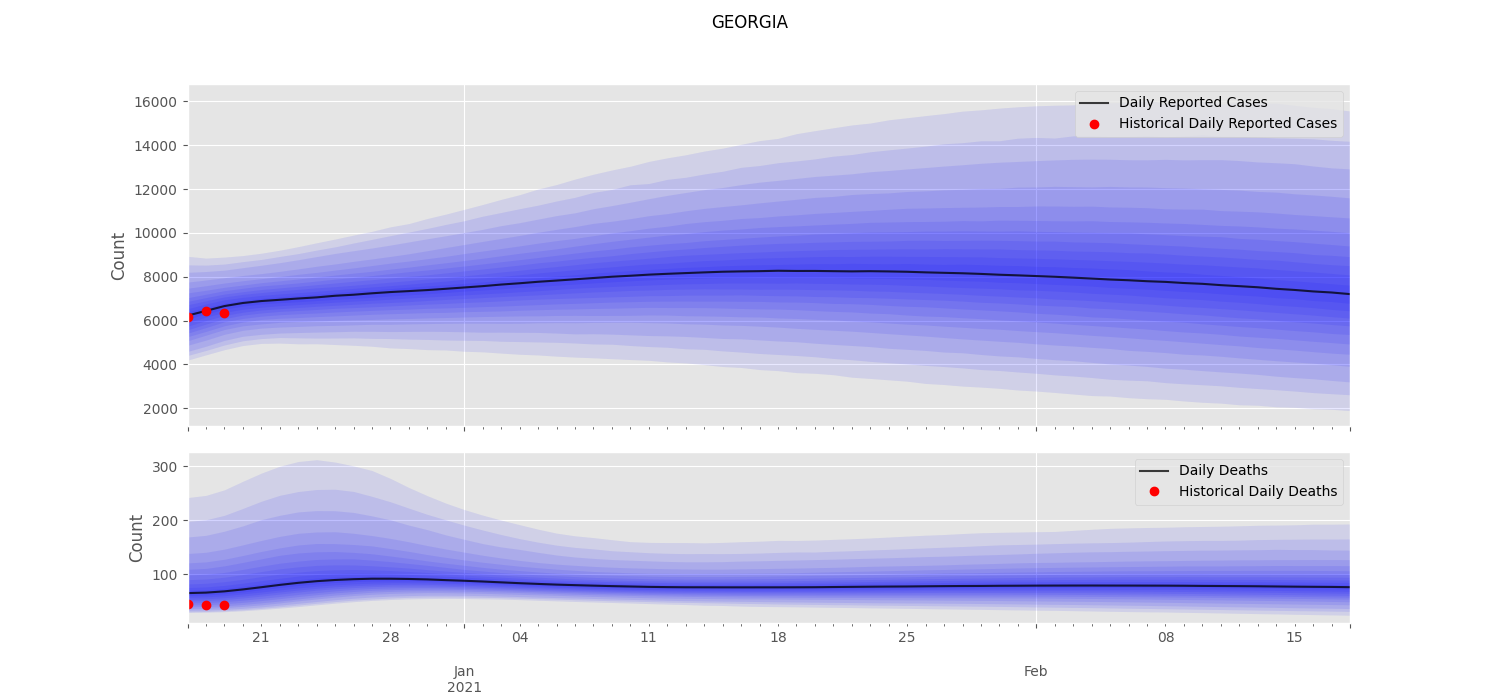 GEORGIA
16000
14000
12000
10000
8000
6000
4000
2000
Count
Daily Reported Cases
Historical Daily Reported Cases
300
200
100
Count
Daily Deaths
Historical Daily Deaths
21 28 04 11 18 25 08 15
Jan Feb
2021